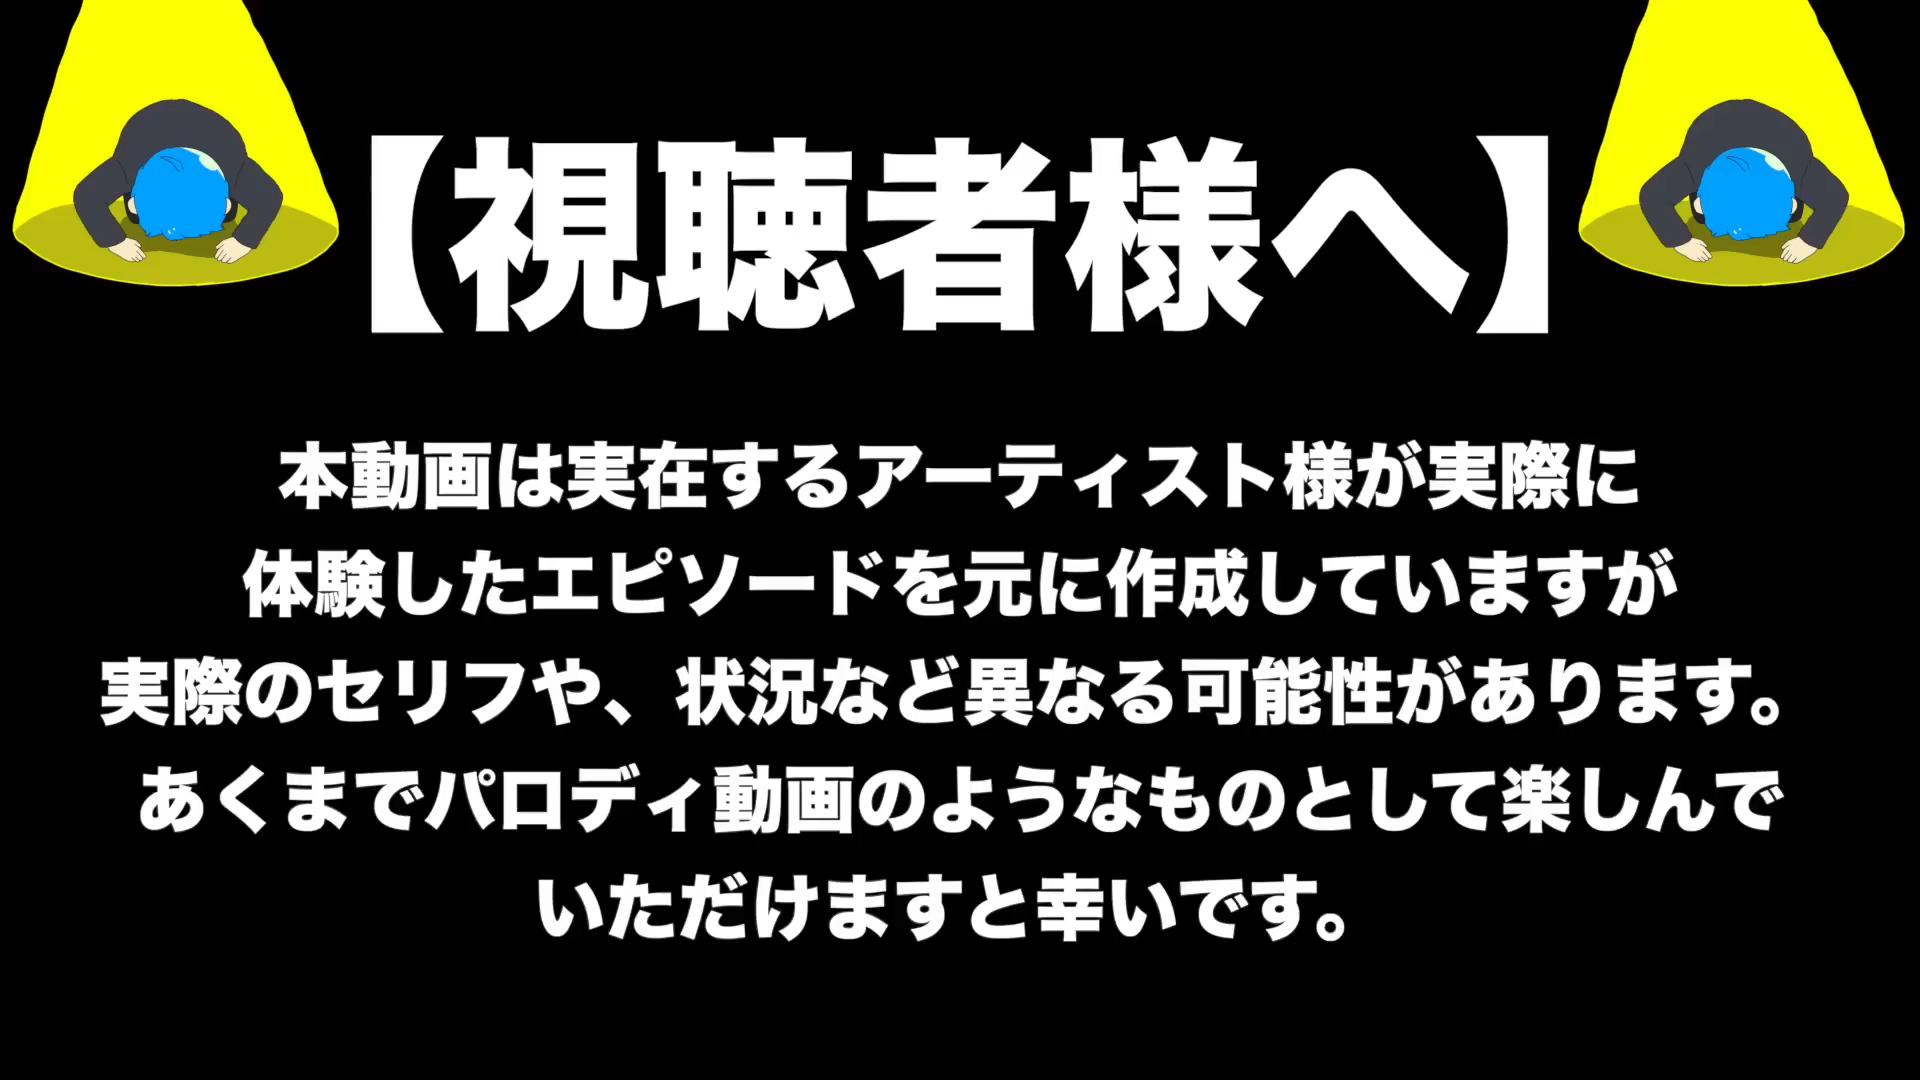 【視聴者様へ】
本動画は実在するアーティスト様が実際に
体験したエピソードを元に作成していますが
実際のセリフや、状況など異なる可能性があります。
あくまでパロディ動画のようなものとして楽しんで
いただけますと幸いです。